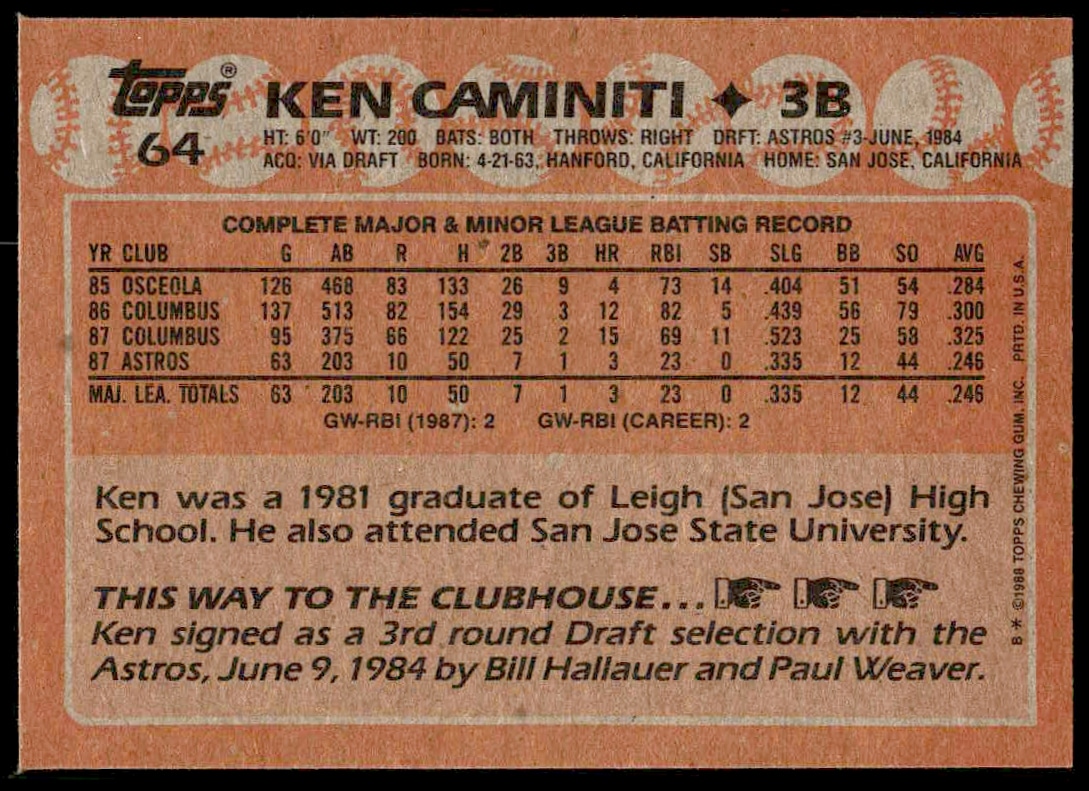 Topps® KEN CAMINITI ✦ 3B
64
HT: 6'0" WT: 200 BATS: BOTH THROWS: RIGHT DRFT: ASTROS #3-JUNE, 1984
ACQ: VIA DRAFT BORN: 4-21-63, HANFORD, CALIFORNIA HOME: SAN JOSE, CALIFORNIA
COMPLETE MAJOR & MINOR LEAGUE BATTING RECORD
YR CLUB G AB R H 2B 3B HR RBI SB SLG BB SO AVG
85 OSCEOLA 126 468 83 133 26 9 4 73 14 .404 51 54 .284
86 COLUMBUS 137 513 82 154 29 3 12 82 5 .439 56 79 .300
87 COLUMBUS 95 375 66 122 25 2 15 69 11 .523 25 58 .325
87 ASTROS 63 203 10 50 7 1 3 23 0 .335 12 44 .246
MAJ. LEA. TOTALS 63 203 10 50 7 1 3 23 0 .335 12 44 .246
GW-RBI (1987): 2 GW-RBI (CAREER): 2
Ken was a 1981 graduate of Leigh (San Jose) High
School. He also attended San Jose State University.
THIS WAY TO THE CLUBHOUSE...
Ken signed as a 3rd round Draft selection with the
Astros, June 9, 1984 by Bill Hallauer and Paul Weaver.
B * ©1988 TOPPS CHEWING GUM, INC. PRTD. IN U.S.A.